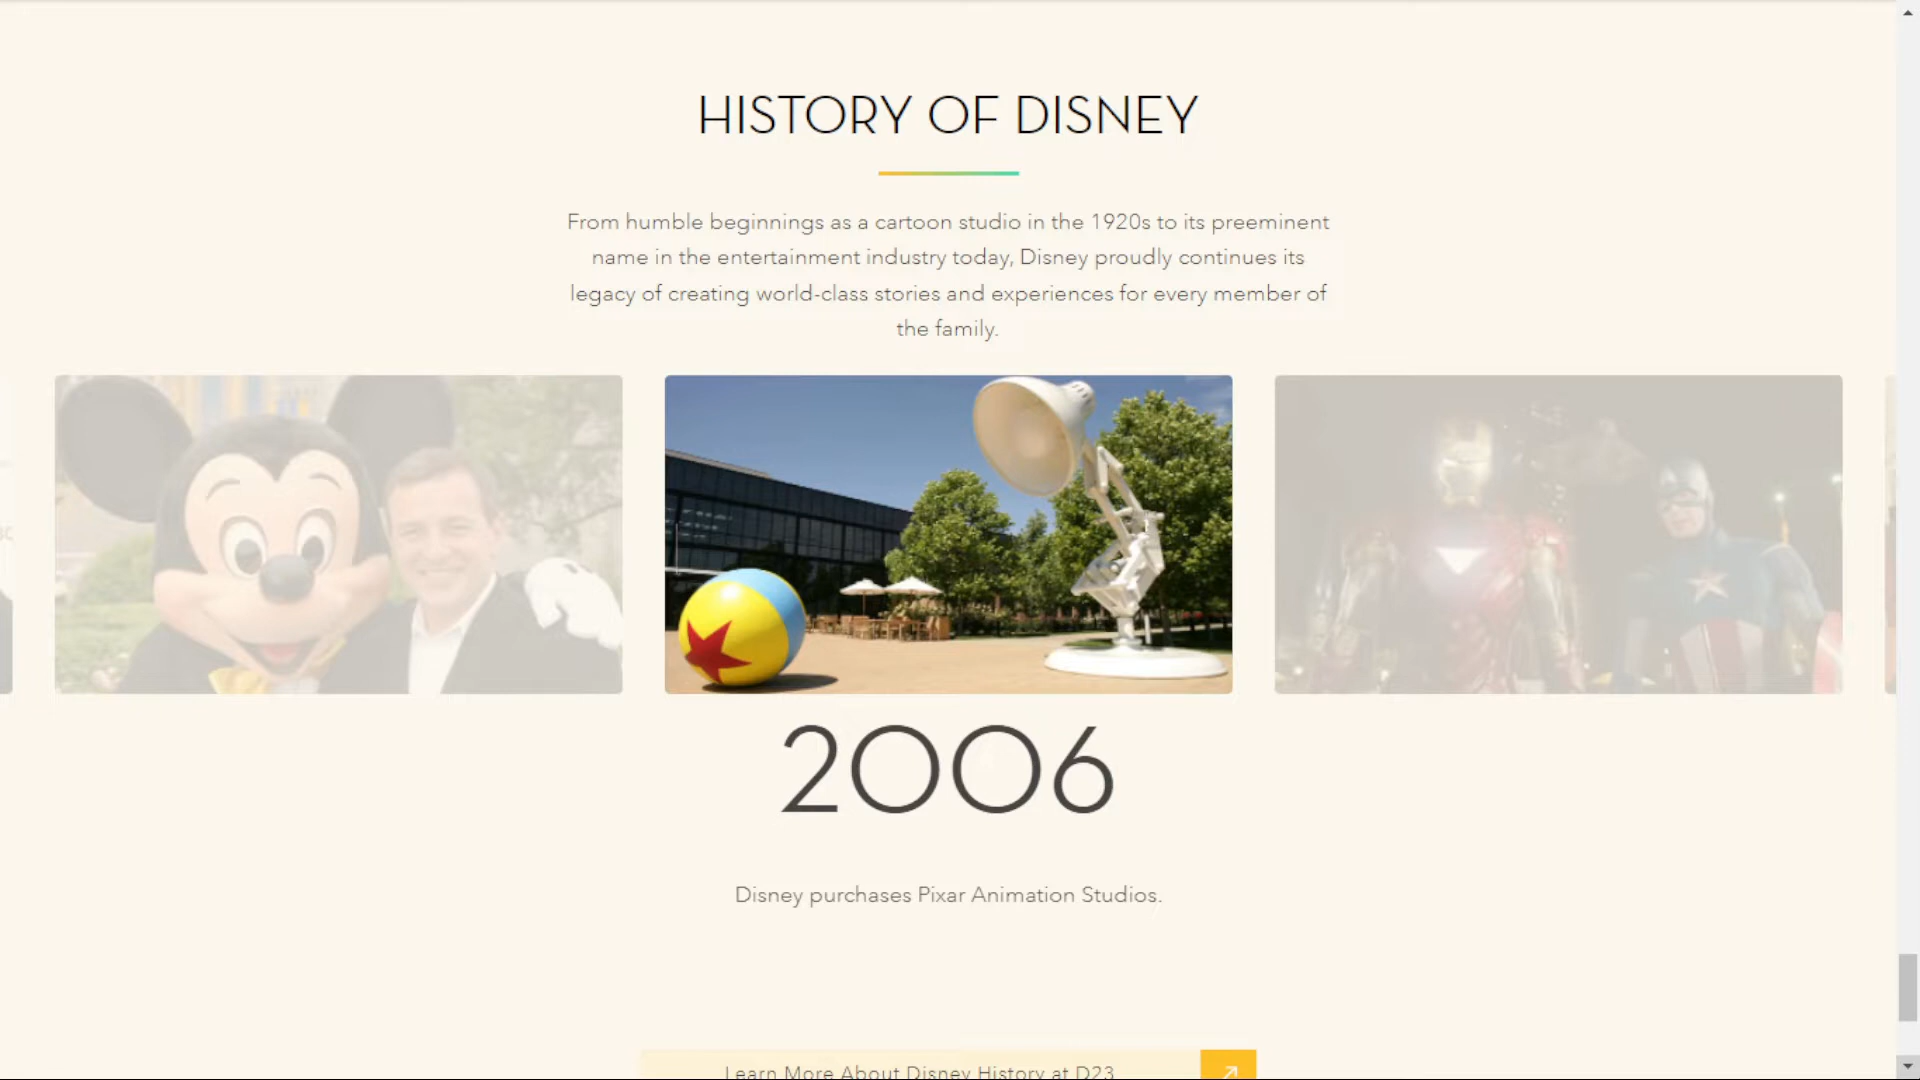 HISTORY OF DISNEY
From humble beginnings as a cartoon studio in the 1920s to its preeminent
name in the entertainment industry today, Disney proudly continues its
legacy of creating world-class stories and experiences for every member of
the family.
2006
Disney purchases Pixar Animation Studios.
Learn More About Disney History at D23